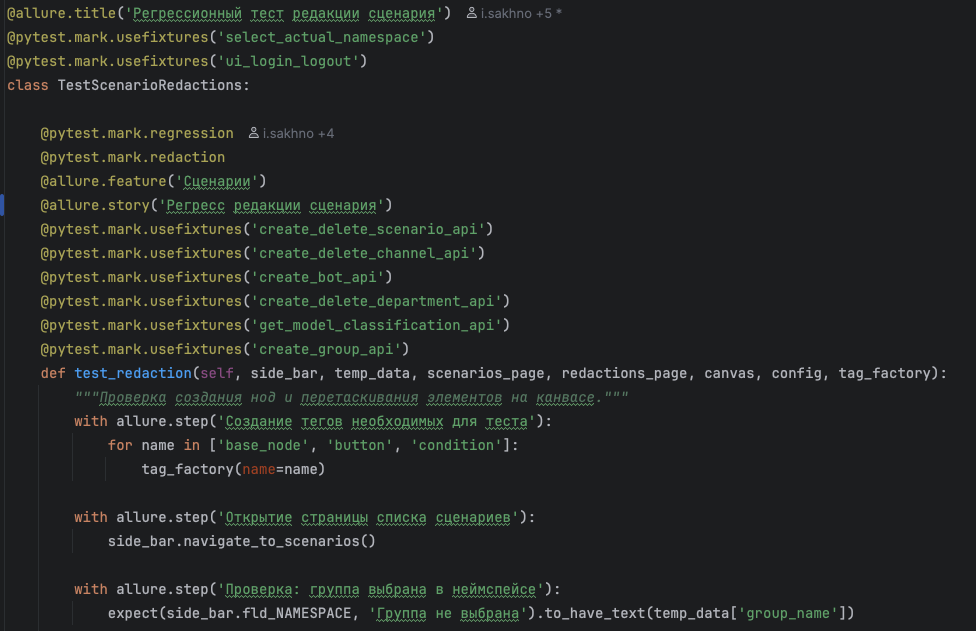 @allure.title('Регрессионный тест редакции сценария') i.sakhno +5 *
@pytest.mark.usefixtures('select_actual_namespace')
@pytest.mark.usefixtures('ui_login_logout')
class TestScenarioRedactions:
@pytest.mark.regression i.sakhno +4
@pytest.mark.redaction
@allure.feature('Сценарии')
@allure.story('Регресс редакции сценария')
@pytest.mark.usefixtures('create_delete_scenario_api')
@pytest.mark.usefixtures('create_delete_channel_api')
@pytest.mark.usefixtures('create_bot_api')
@pytest.mark.usefixtures('create_delete_department_api')
@pytest.mark.usefixtures('get_model_classification_api')
@pytest.mark.usefixtures('create_group_api')
def test_redaction(self, side_bar, temp_data, scenarios_page, redactions_page, canvas, config, tag_factory):
"""Проверка создания нод и перетаскивания элементов на канвасе."""
with allure.step('Создание тегов необходимых для теста'):
for name in ['base_node', 'button', 'condition']:
tag_factory(name=name)
with allure.step('Открытие страницы списка сценариев'):
side_bar.navigate_to_scenarios()
with allure.step('Проверка: группа выбрана в неймспейсе'):
expect(side_bar.fld_NAMESPACE, 'Группа не выбрана').to_have_text(temp_data['group_name'])